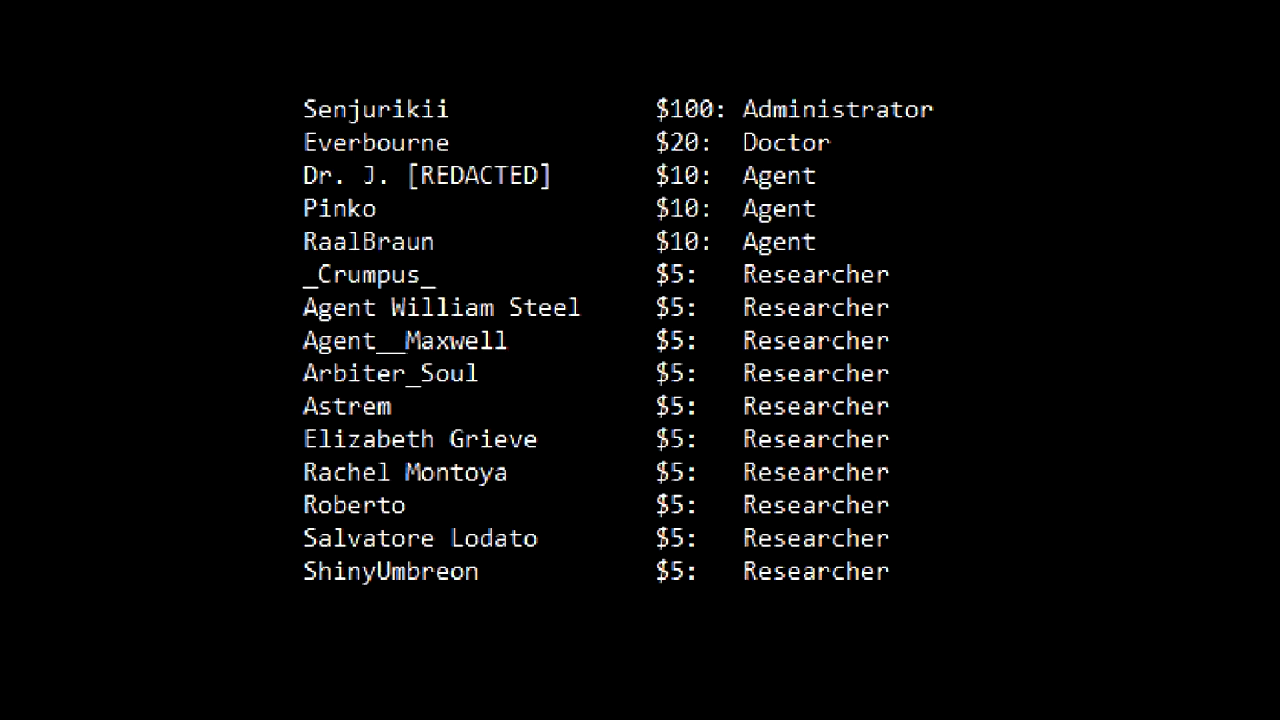 Senjurikii $100: Administrator
Everbourne $20: Doctor
Dr. J. [REDACTED] $10: Agent
Pinko $10: Agent
RaalBraun $10: Agent
_Crumpus_ $5: Researcher
Agent William Steel $5: Researcher
Agent__Maxwell $5: Researcher
Arbiter_Soul $5: Researcher
Astrem $5: Researcher
Elizabeth Grieve $5: Researcher
Rachel Montoya $5: Researcher
Roberto $5: Researcher
Salvatore Lodato $5: Researcher
ShinyUmbreon $5: Researcher